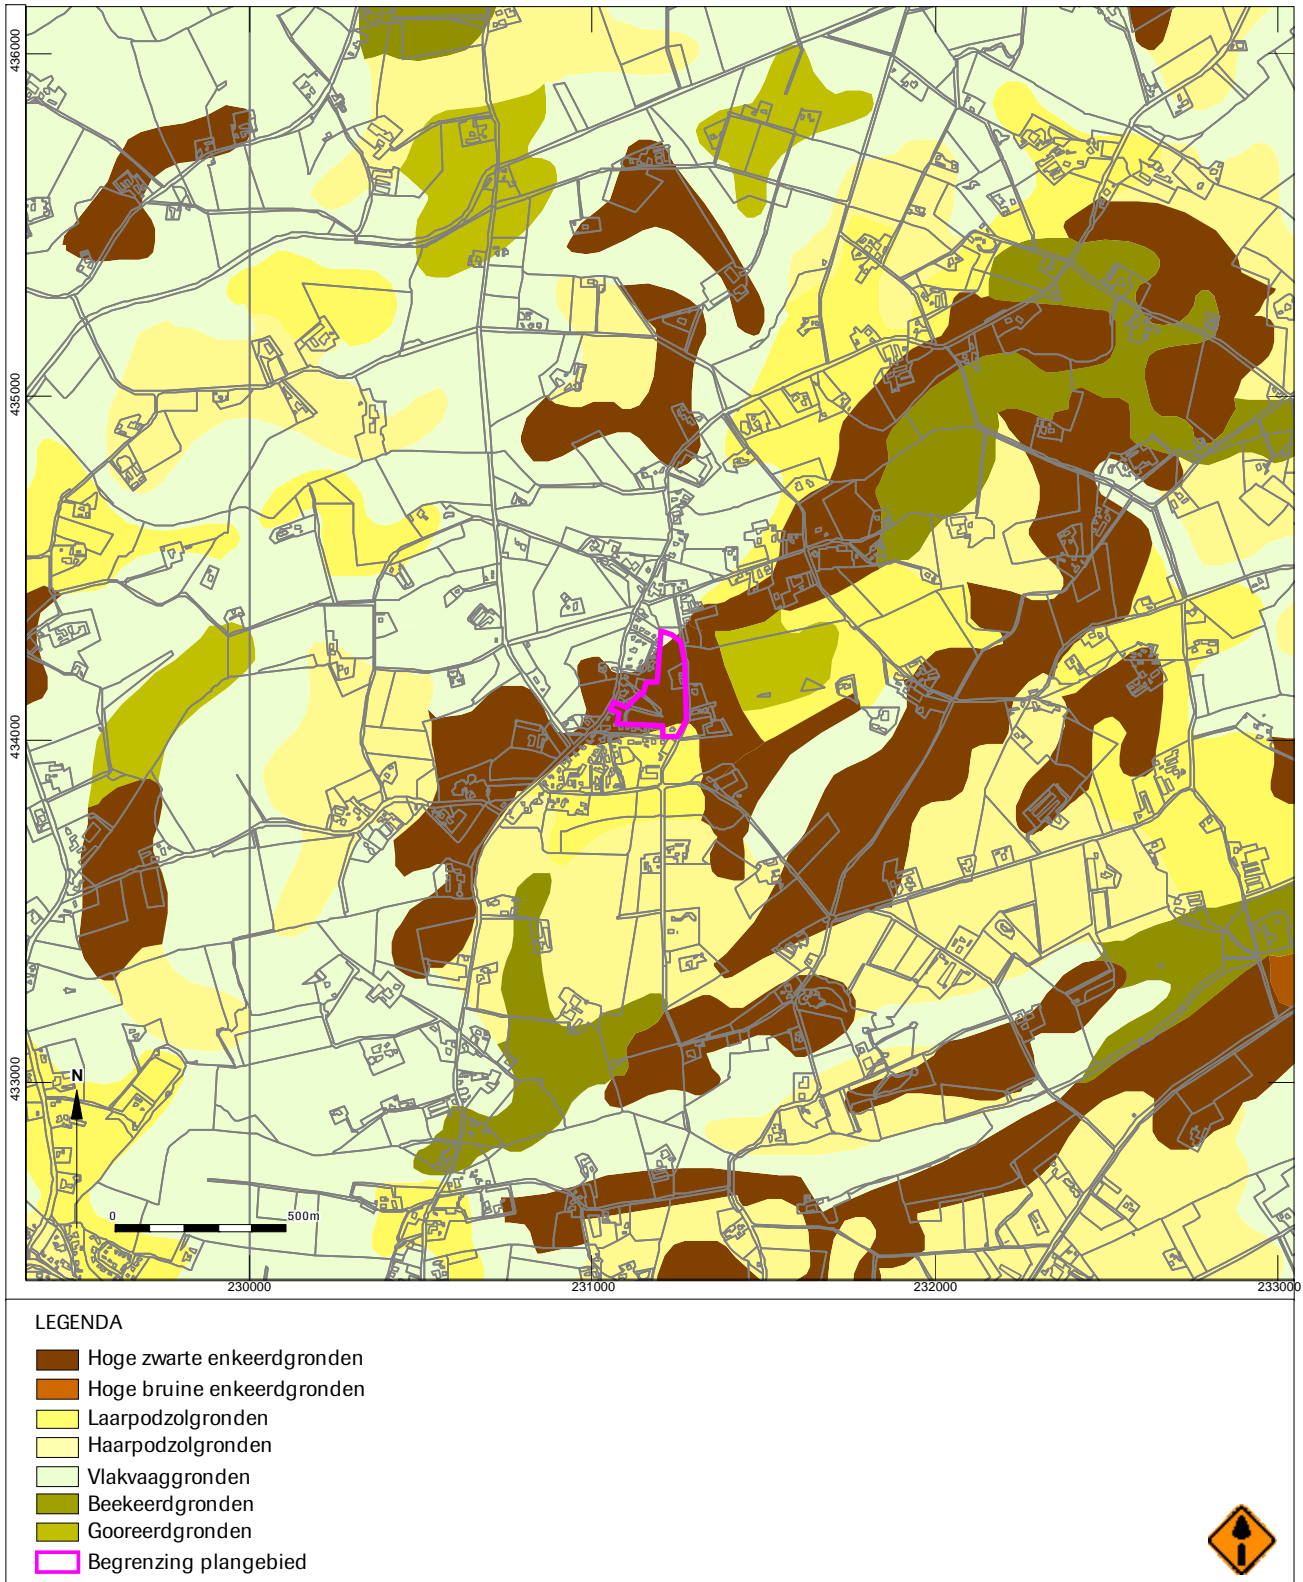 436000
435000
434000
433000
N
0 500m
230000 231000 232000 233000
LEGENDA
Hoge zwarte enkeerdgronden
Hoge bruine enkeerdgronden
Laarpodzolgronden
Haarpodzolgronden
Vlakvaaggronden
Beekeerdgronden
Gooreerdgronden
Begrenzing plangebied